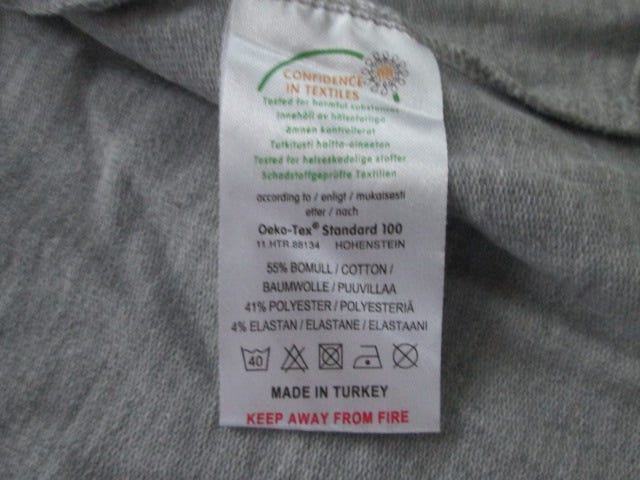 CONFIDENCE
IN TEXTILES
Tested for harmful substances
Innehåll av hälsofarliga
ämnen kontrollerat
Tutkitusti haitta-aineeton
Tested for helseskadelige stoffer
Schadstoffgeprüfte Textilien
according to / enligt / mukaisesti
etter / nach
Oeko-Tex® Standard 100
11.HTR.88134 HOHENSTEIN
55% BOMULL / COTTON /
BAUMWOLLE / PUUVILLAA
41% POLYESTER / POLYESTERIÄ
4% ELASTAN / ELASTANE / ELASTAANI
40
MADE IN TURKEY
KEEP AWAY FROM FIRE